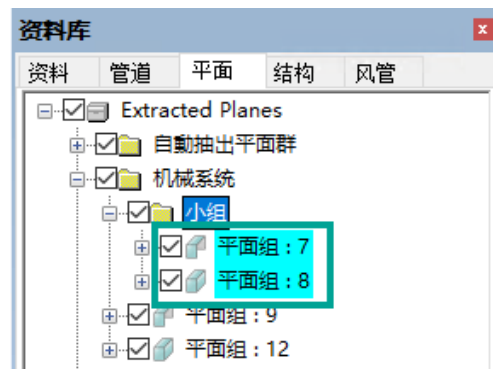 资料库
资料 管道 平面 结构 风管
Extracted Planes
自動抽出平面群
机械系统
小组
平面组 : 7
平面组 : 8
平面组 : 9
平面组 : 12